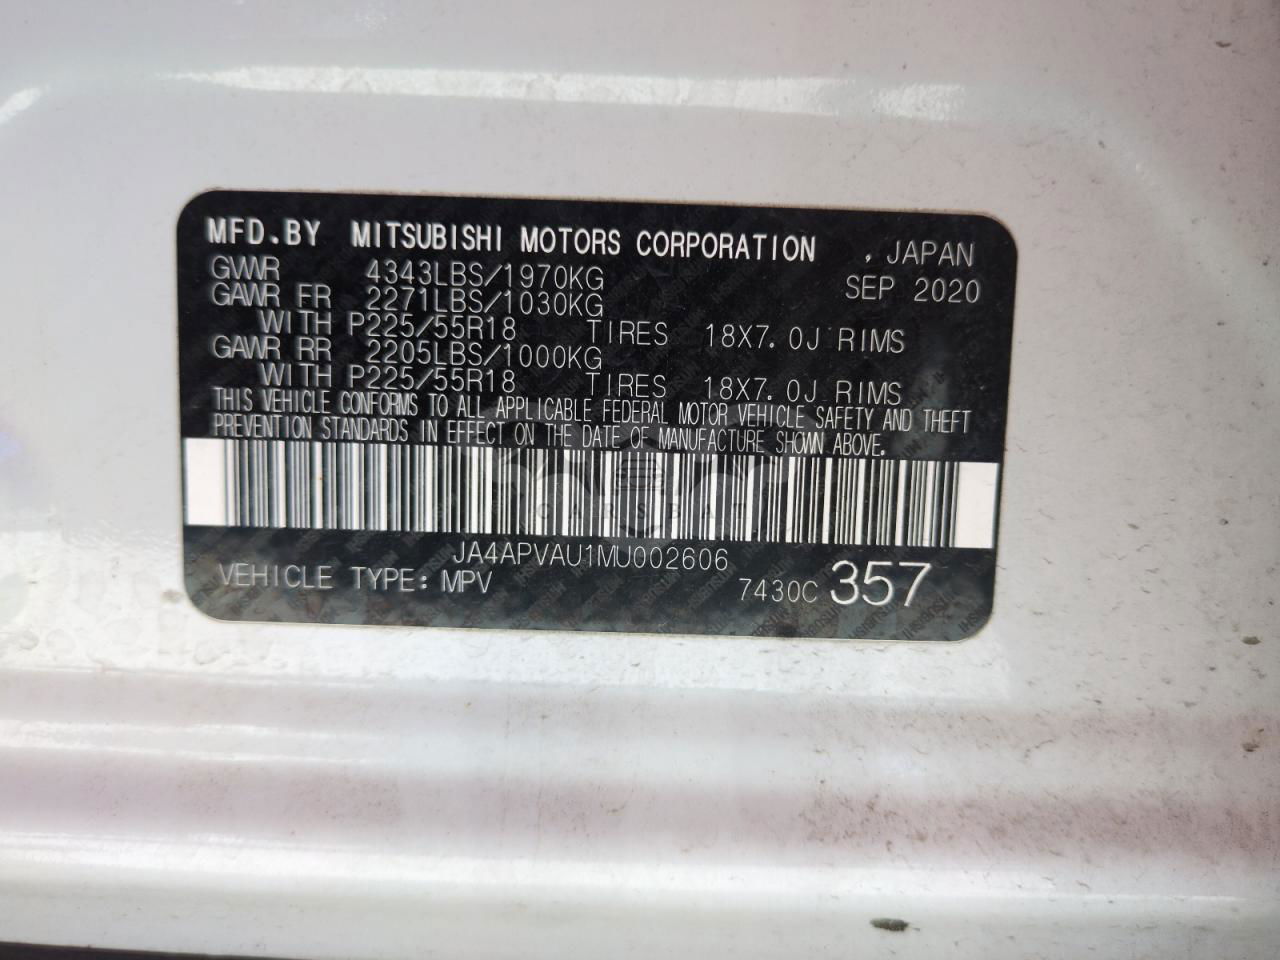 MFD.BY MITSUBISHI MOTORS CORPORATION , JAPAN
GVWR 4343LBS/1970KG SEP 2020
GAWR FR 2271LBS/1030KG
WITH P225/55R18 TIRES 18X7.0J RIMS
GAWR RR 2205LBS/1000KG
WITH P225/55R18 TIRES 18X7.0J RIMS
THIS VEHICLE CONFORMS TO ALL APPLICABLE FEDERAL MOTOR VEHICLE SAFETY AND THEFT
PREVENTION STANDARDS IN EFFECT ON THE DATE OF MANUFACTURE SHOWN ABOVE.
JA4APVAU1MU002606
VEHICLE TYPE: MPV 7430C 357